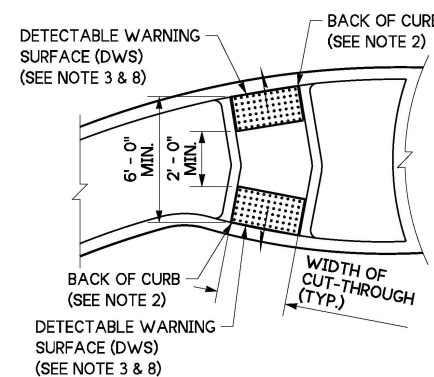 DETECTABLE WARNING
SURFACE (DWS)
(SEE NOTE 3 & 8)
BACK OF CURB
(SEE NOTE 2)
6' - 0"
MIN.
2' - 0"
MIN.
BACK OF CURB
(SEE NOTE 2)
WIDTH OF
CUT-THROUGH
(TYP.)
DETECTABLE WARNING
SURFACE (DWS)
(SEE NOTE 3 & 8)